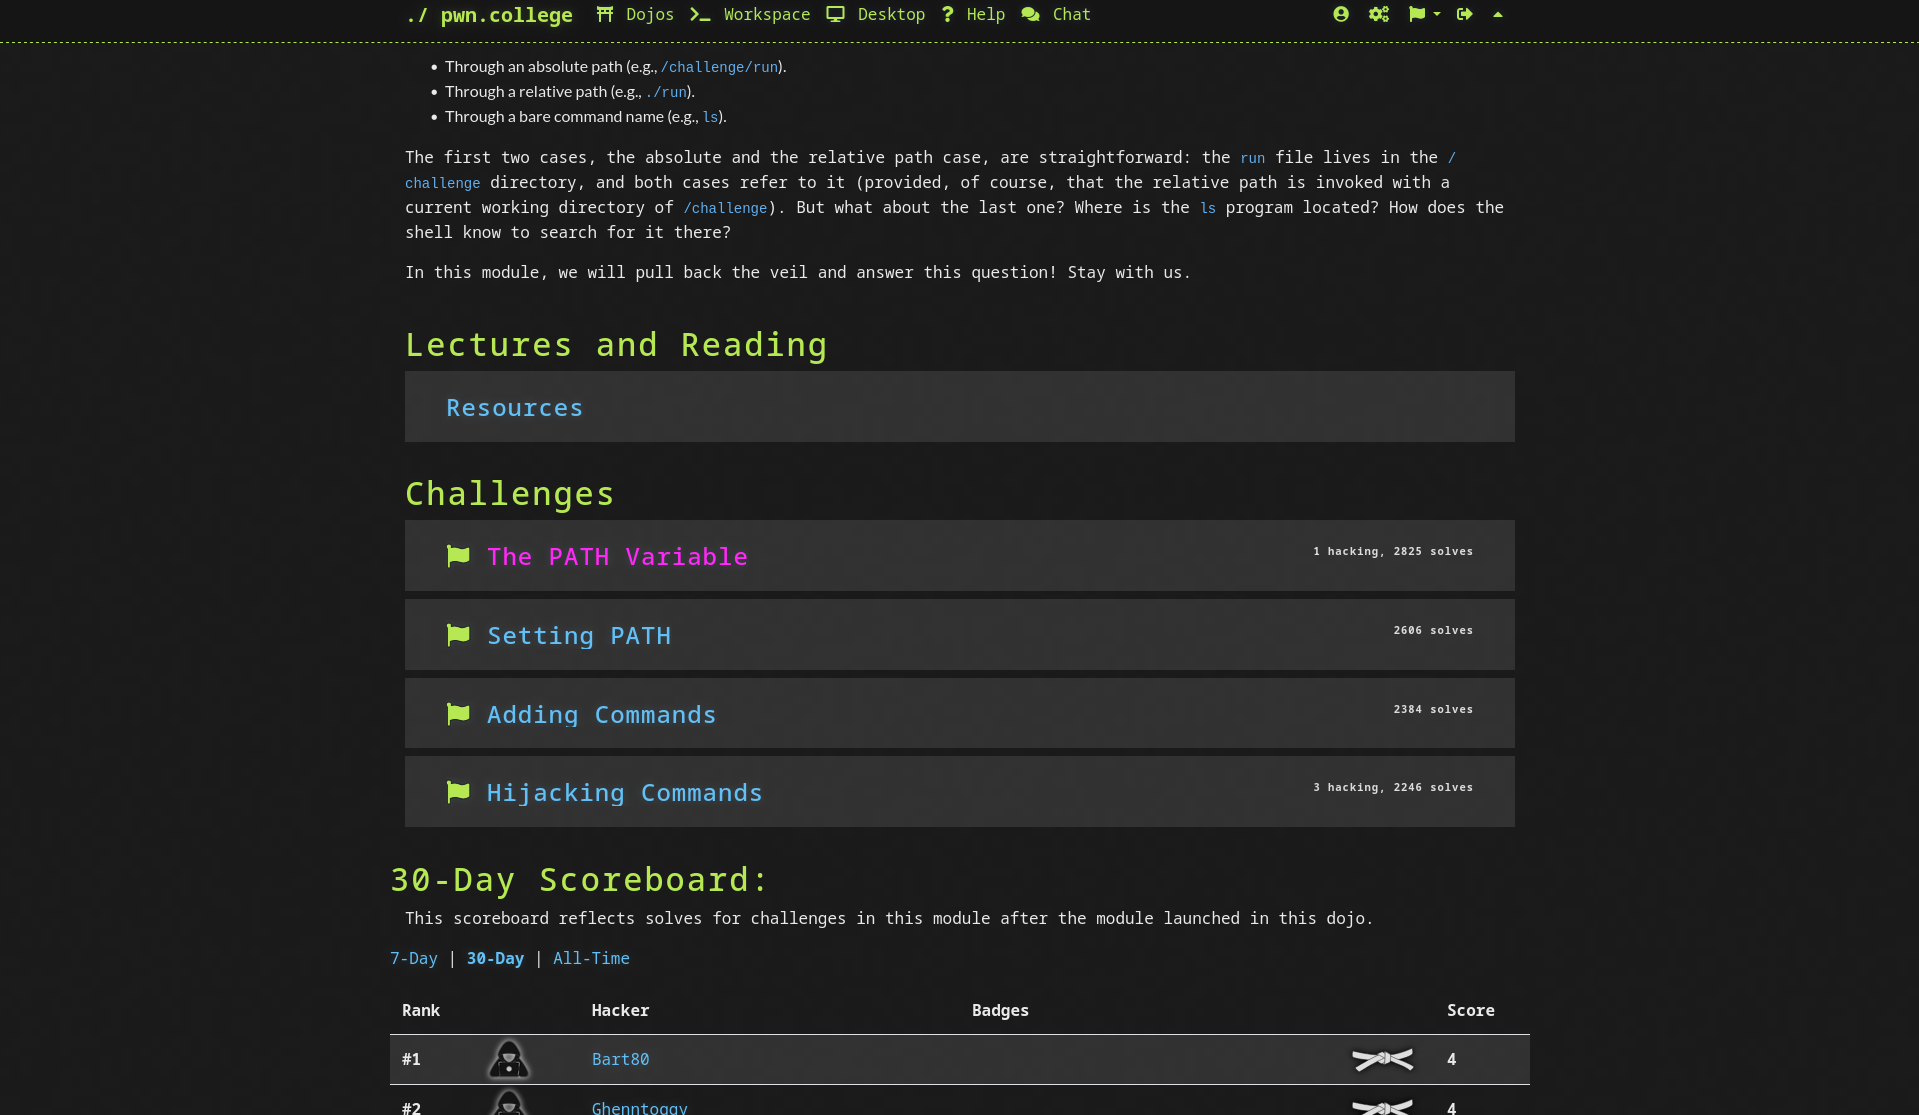 ./ pwn.college Dojos Workspace Desktop Help Chat
Through an absolute path (e.g., /challenge/run).
Through a relative path (e.g., ./run).
Through a bare command name (e.g., ls).
The first two cases, the absolute and the relative path case, are straightforward: the run file lives in the /
challenge directory, and both cases refer to it (provided, of course, that the relative path is invoked with a
current working directory of /challenge). But what about the last one? Where is the ls program located? How does the
shell know to search for it there?
In this module, we will pull back the veil and answer this question! Stay with us.
Lectures and Reading
Resources
Challenges
The PATH Variable 1 hacking, 2825 solves
Setting PATH 2606 solves
Adding Commands 2384 solves
Hijacking Commands 3 hacking, 2246 solves
30-Day Scoreboard:
This scoreboard reflects solves for challenges in this module after the module launched in this dojo.
7-Day | 30-Day | All-Time
Rank Hacker Badges Score
#1 Bart80 4
#2 Ghenntoggy 4